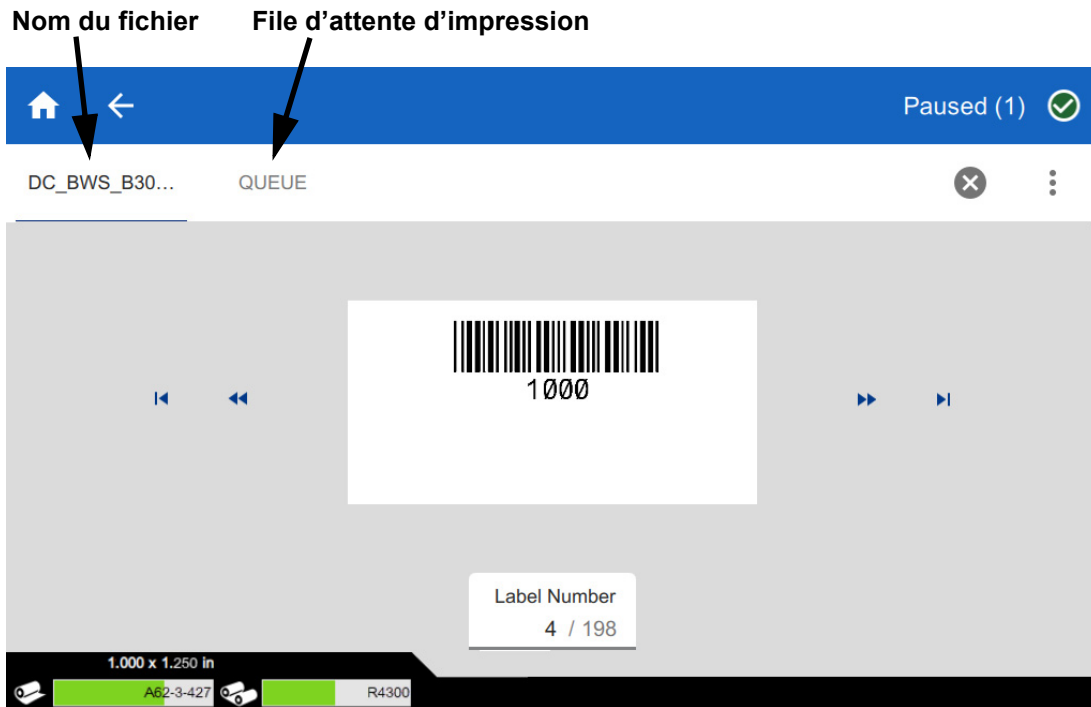 Nom du fichier File d’attente d’impression
Paused (1)
DC_BWS_B30... QUEUE
1000
Label Number
4 / 198
1.000 x 1.250 in
A62-3-427 R4300